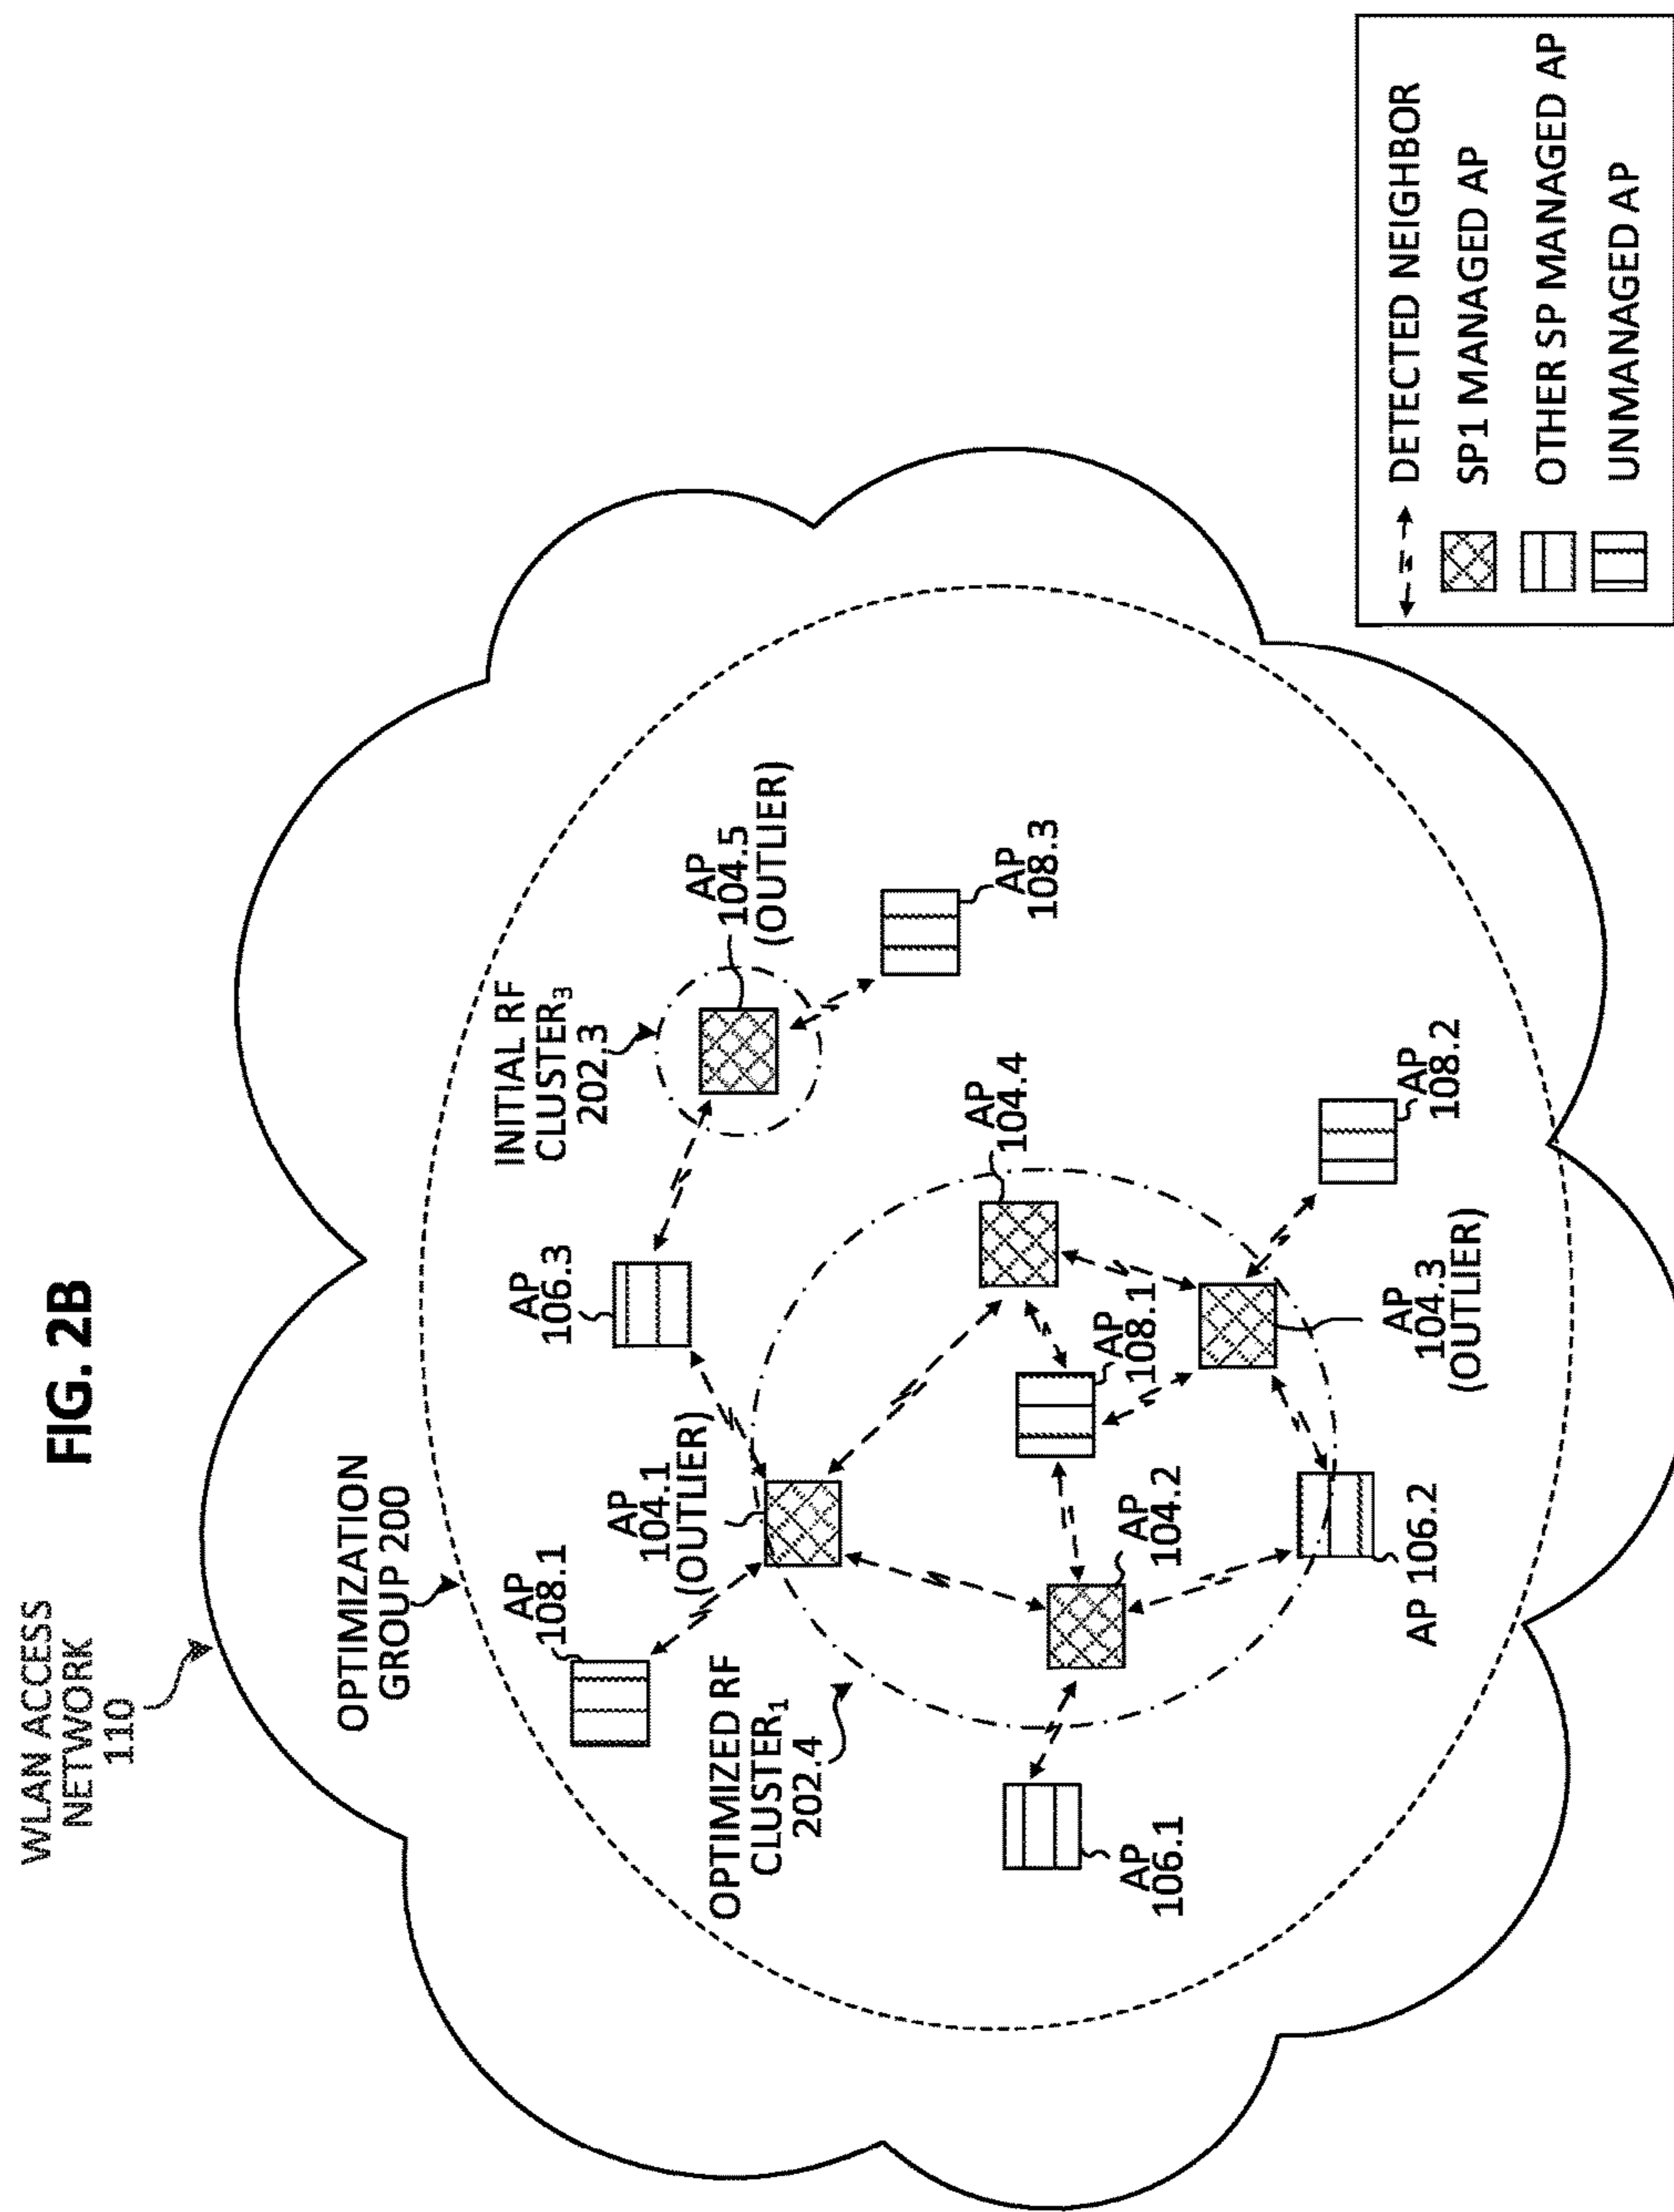 FIG. 2B
WLAN ACCESS
NETWORK
110
OPTIMIZATION
GROUP 200
AP
108.1
AP
104.1
(OUTLIER)
AP
106.3
INITIAL RF
CLUSTER₃
202.3
AP
104.5
(OUTLIER)
AP
108.3
OPTIMIZED RF
CLUSTER₁
202.4
AP
104.4
AP
108.1
AP
104.2
AP
106.1
AP 106.2
AP
104.3
(OUTLIER)
AP
108.2
DETECTED NEIGHBOR
SP1 MANAGED AP
OTHER SP MANAGED AP
UNMANAGED AP